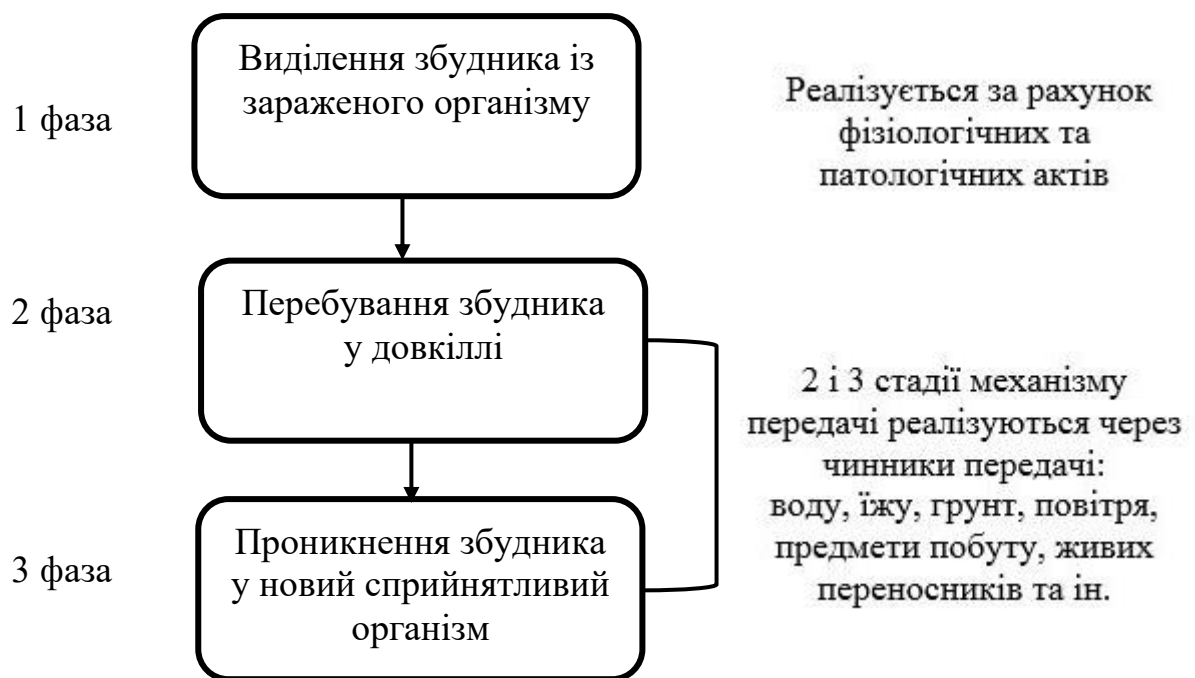 1 фаза
Виділення збудника із
зараженого організму
Реалізується за рахунок
фізіологічних та
патологічних актів
2 фаза
Перебування збудника
у довкіллі
2 і 3 стадії механізму
передачі реалізуються через
чинники передачі:
воду, їжу, грунт, повітря,
предмети побуту, живих
переносників та ін.
3 фаза
Проникнення збудника
у новий сприйнятливий
організм